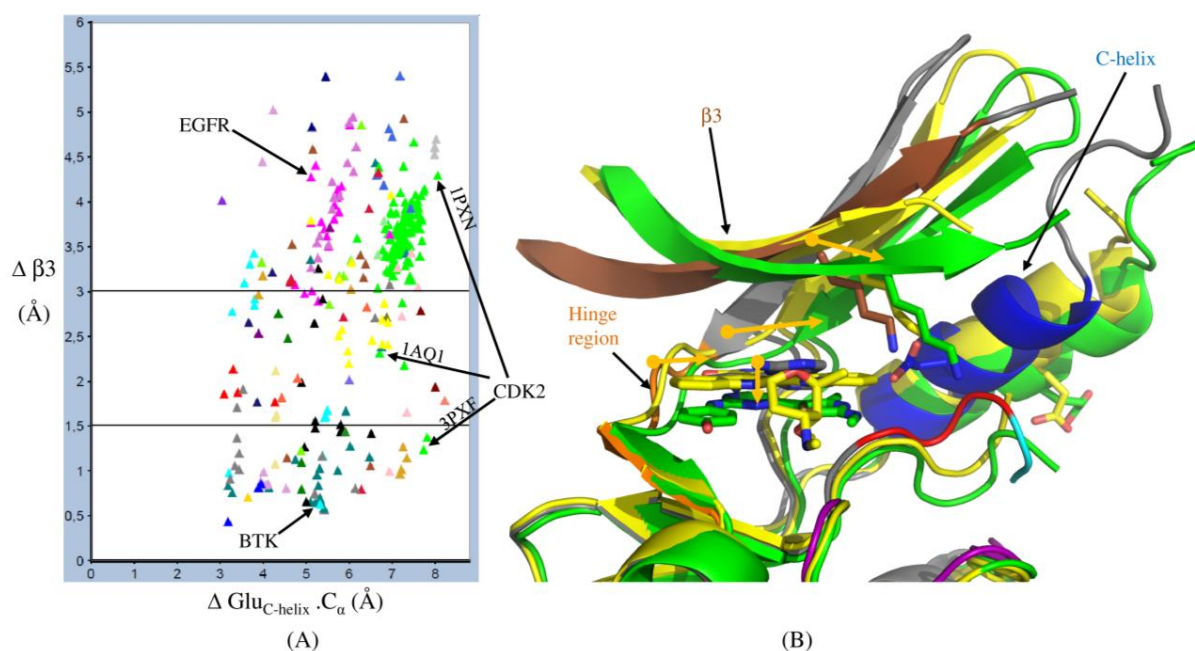 6
5,5
5
4,5
4
3,5
3
2,5
2
1,5
1
0,5
0
Δ β3
(Å)
EGFR
1PXN
1AQ1
CDK2
3PXF
BTK
0 1 2 3 4 5 6 7 8
Δ Glu_C-helix .C_α (Å)
(A)
C-helix
β3
Hinge
region
(B)